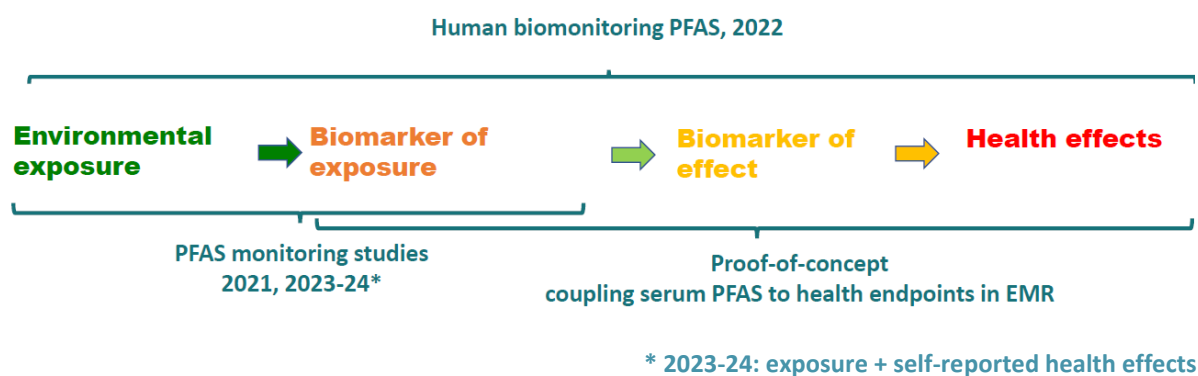 Human biomonitoring PFAS, 2022
Environmental
exposure
Biomarker of
exposure
Biomarker of
effect
Health effects
PFAS monitoring studies
2021, 2023-24*
Proof-of-concept
coupling serum PFAS to health endpoints in EMR
* 2023-24: exposure + self-reported health effects